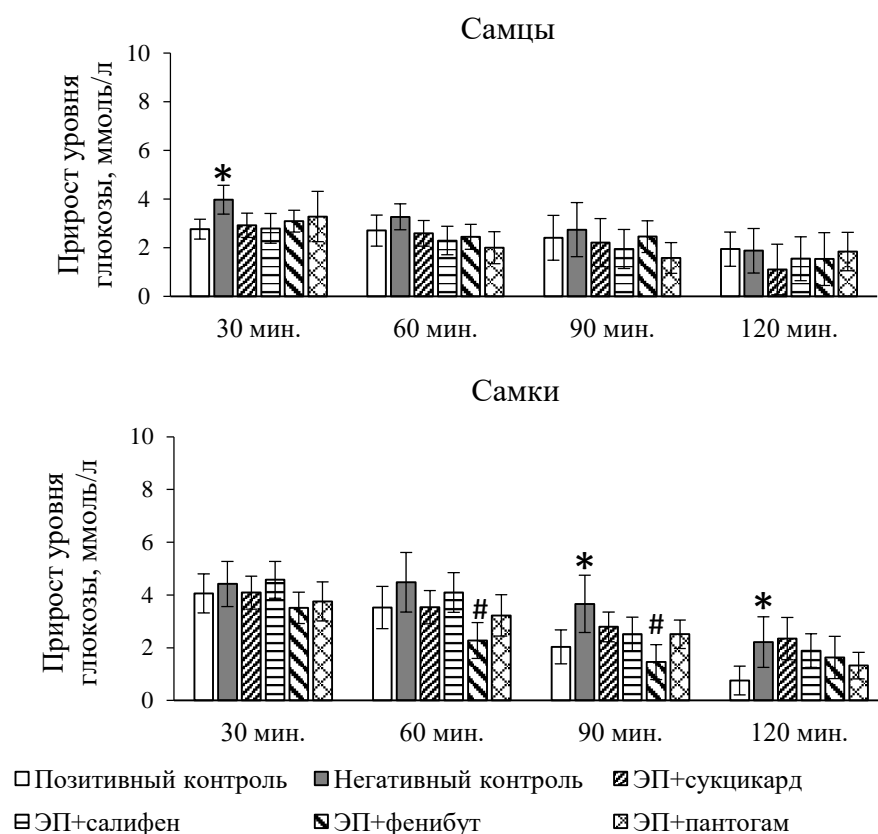 Самцы
Прирост уровня
глюкозы, ммоль/л
10
8
6
4
2
0
*
30 мин. 60 мин. 90 мин. 120 мин.
Самки
Прирост уровня
глюкозы, ммоль/л
10
8
6
4
2
0
# * # *
30 мин. 60 мин. 90 мин. 120 мин.
Позитивный контроль Негативный контроль ЭП+сукцикард
ЭП+салифен ЭП+фенибут ЭП+пантогам